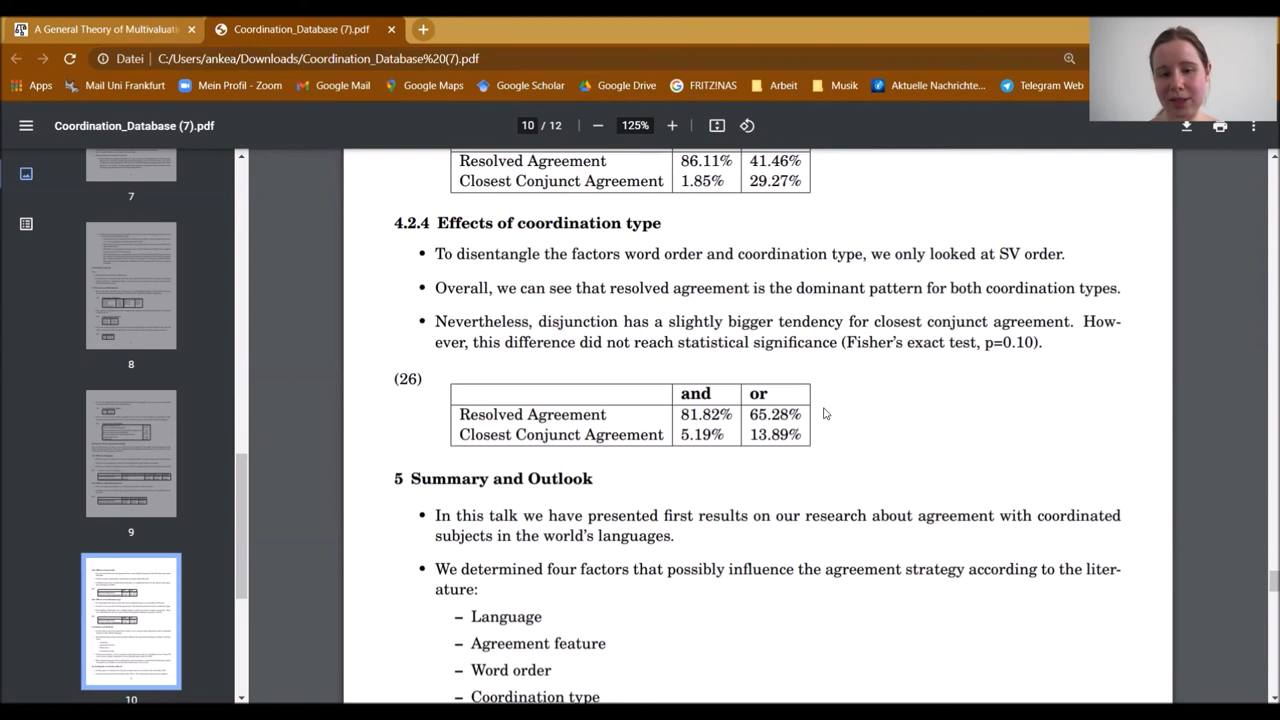 A General Theory of Multivaluati
Coordination_Database (7).pdf
Datei
C:/Users/ankea/Downloads/Coordination_Database%20(7).pdf
Apps
Mail Uni Frankfurt
Mein Profil - Zoom
Google Mail
Google Maps
Google Scholar
Google Drive
FRITZ!NAS
Arbeit
Musik
Aktuelle Nachrichte...
Telegram Web
Coordination_Database (7).pdf
10 / 12
125%
7
8
9
10
Resolved Agreement 86.11% 41.46%
Closest Conjunct Agreement 1.85% 29.27%
4.2.4 Effects of coordination type
• To disentangle the factors word order and coordination type, we only looked at SV order.
• Overall, we can see that resolved agreement is the dominant pattern for both coordination types.
• Nevertheless, disjunction has a slightly bigger tendency for closest conjunct agreement. How-
ever, this difference did not reach statistical significance (Fisher's exact test, p=0.10).
(26)
and or
Resolved Agreement 81.82% 65.28%
Closest Conjunct Agreement 5.19% 13.89%
5 Summary and Outlook
• In this talk we have presented first results on our research about agreement with coordinated
subjects in the world's languages.
• We determined four factors that possibly influence the agreement strategy according to the liter-
ature:
– Language
– Agreement feature
– Word order
– Coordination type